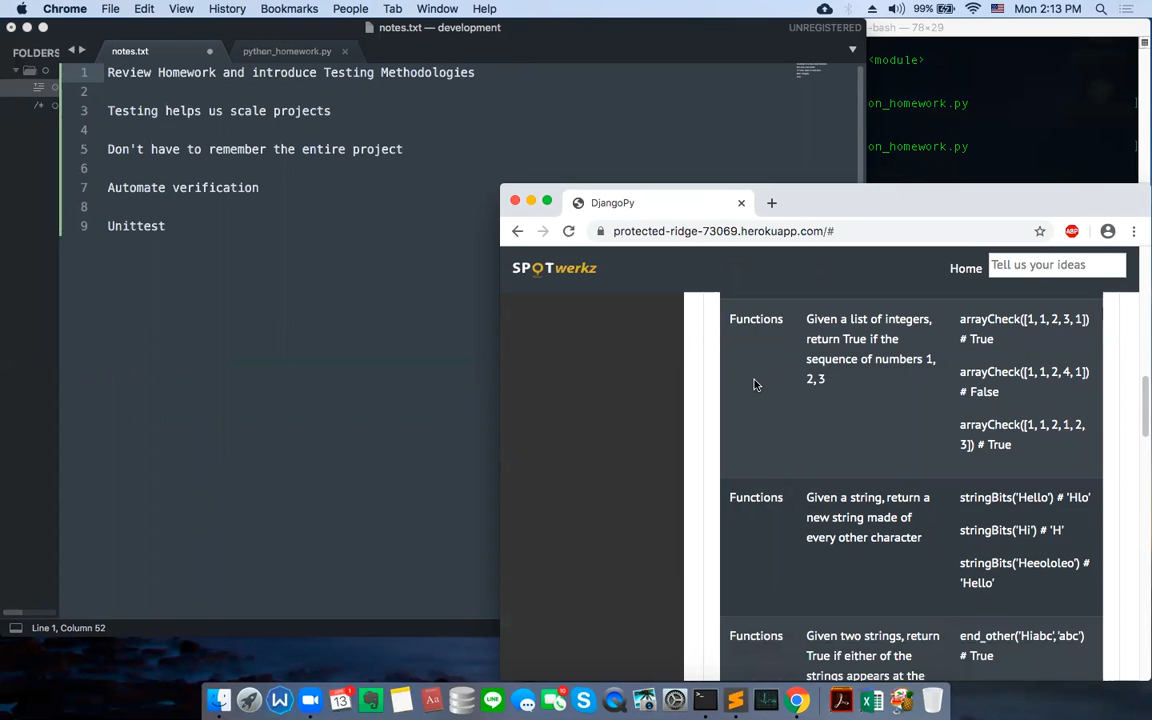 Chrome File Edit View History Bookmarks People Tab Window Help 99% Mon 2:13 PM
notes.txt — development UNREGISTERED
-bash — 78×29
FOLDERS
notes.txt python_homework.py
1 Review Homework and introduce Testing Methodologies
2
3 Testing helps us scale projects
4
5 Don't have to remember the entire project
6
7 Automate verification
8
9 Unittest
<module>
on_homework.py
on_homework.py
DjangoPy
protected-ridge-73069.herokuapp.com/#
ABP
SPOTwerkz
Home Tell us your ideas
Functions
Given a list of integers,
return True if the
sequence of numbers 1,
2, 3
arrayCheck([1, 1, 2, 3, 1])
# True
arrayCheck([1, 1, 2, 4, 1])
# False
arrayCheck([1, 1, 2, 1, 2,
3]) # True
Functions
Given a string, return a
new string made of
every other character
stringBits('Hello') # 'Hlo'
stringBits('Hi') # 'H'
stringBits('Heeololeo') #
'Hello'
Functions
Given two strings, return
True if either of the
strings appears at the
end_other('Hiabc','abc')
# True
Line 1, Column 52